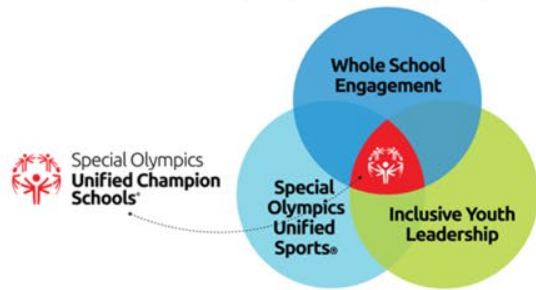 Whole School
Engagement
Special Olympics
Unified Champion
Schools®
Special
Olympics
Unified
Sports®
Inclusive Youth
Leadership